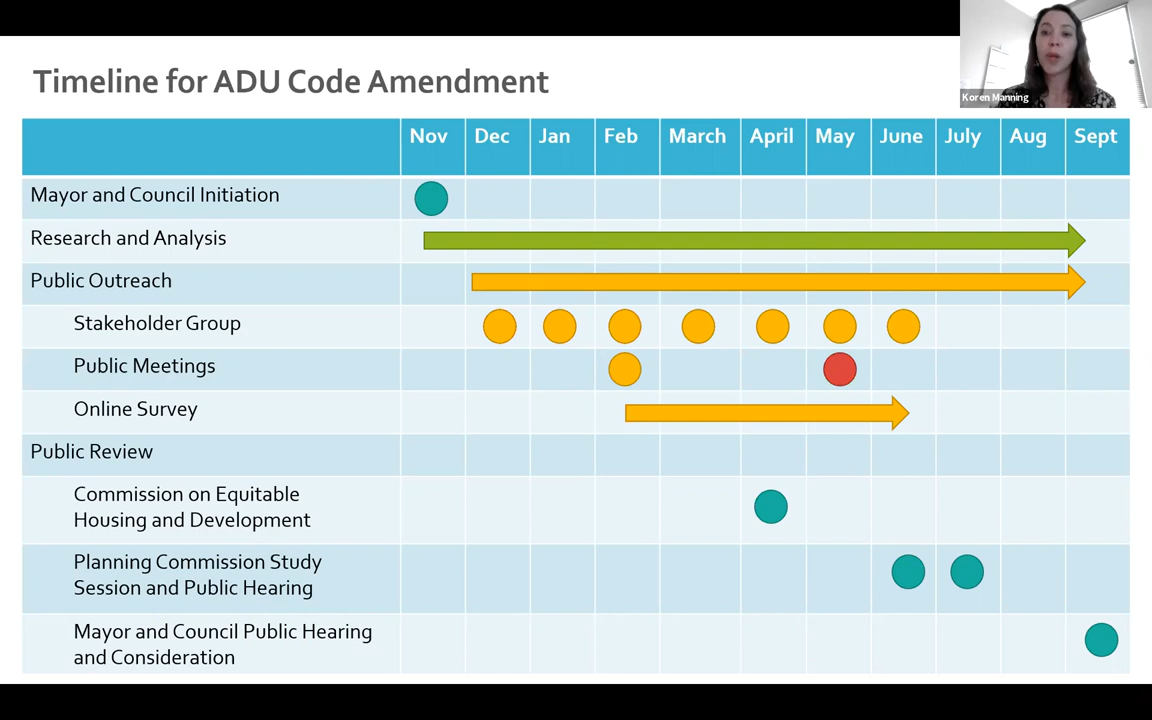 Koren Manning
Timeline for ADU Code Amendment
Nov Dec Jan Feb March April May June July Aug Sept
Mayor and Council Initiation
Research and Analysis
Public Outreach
Stakeholder Group
Public Meetings
Online Survey
Public Review
Commission on Equitable
Housing and Development
Planning Commission Study
Session and Public Hearing
Mayor and Council Public Hearing
and Consideration